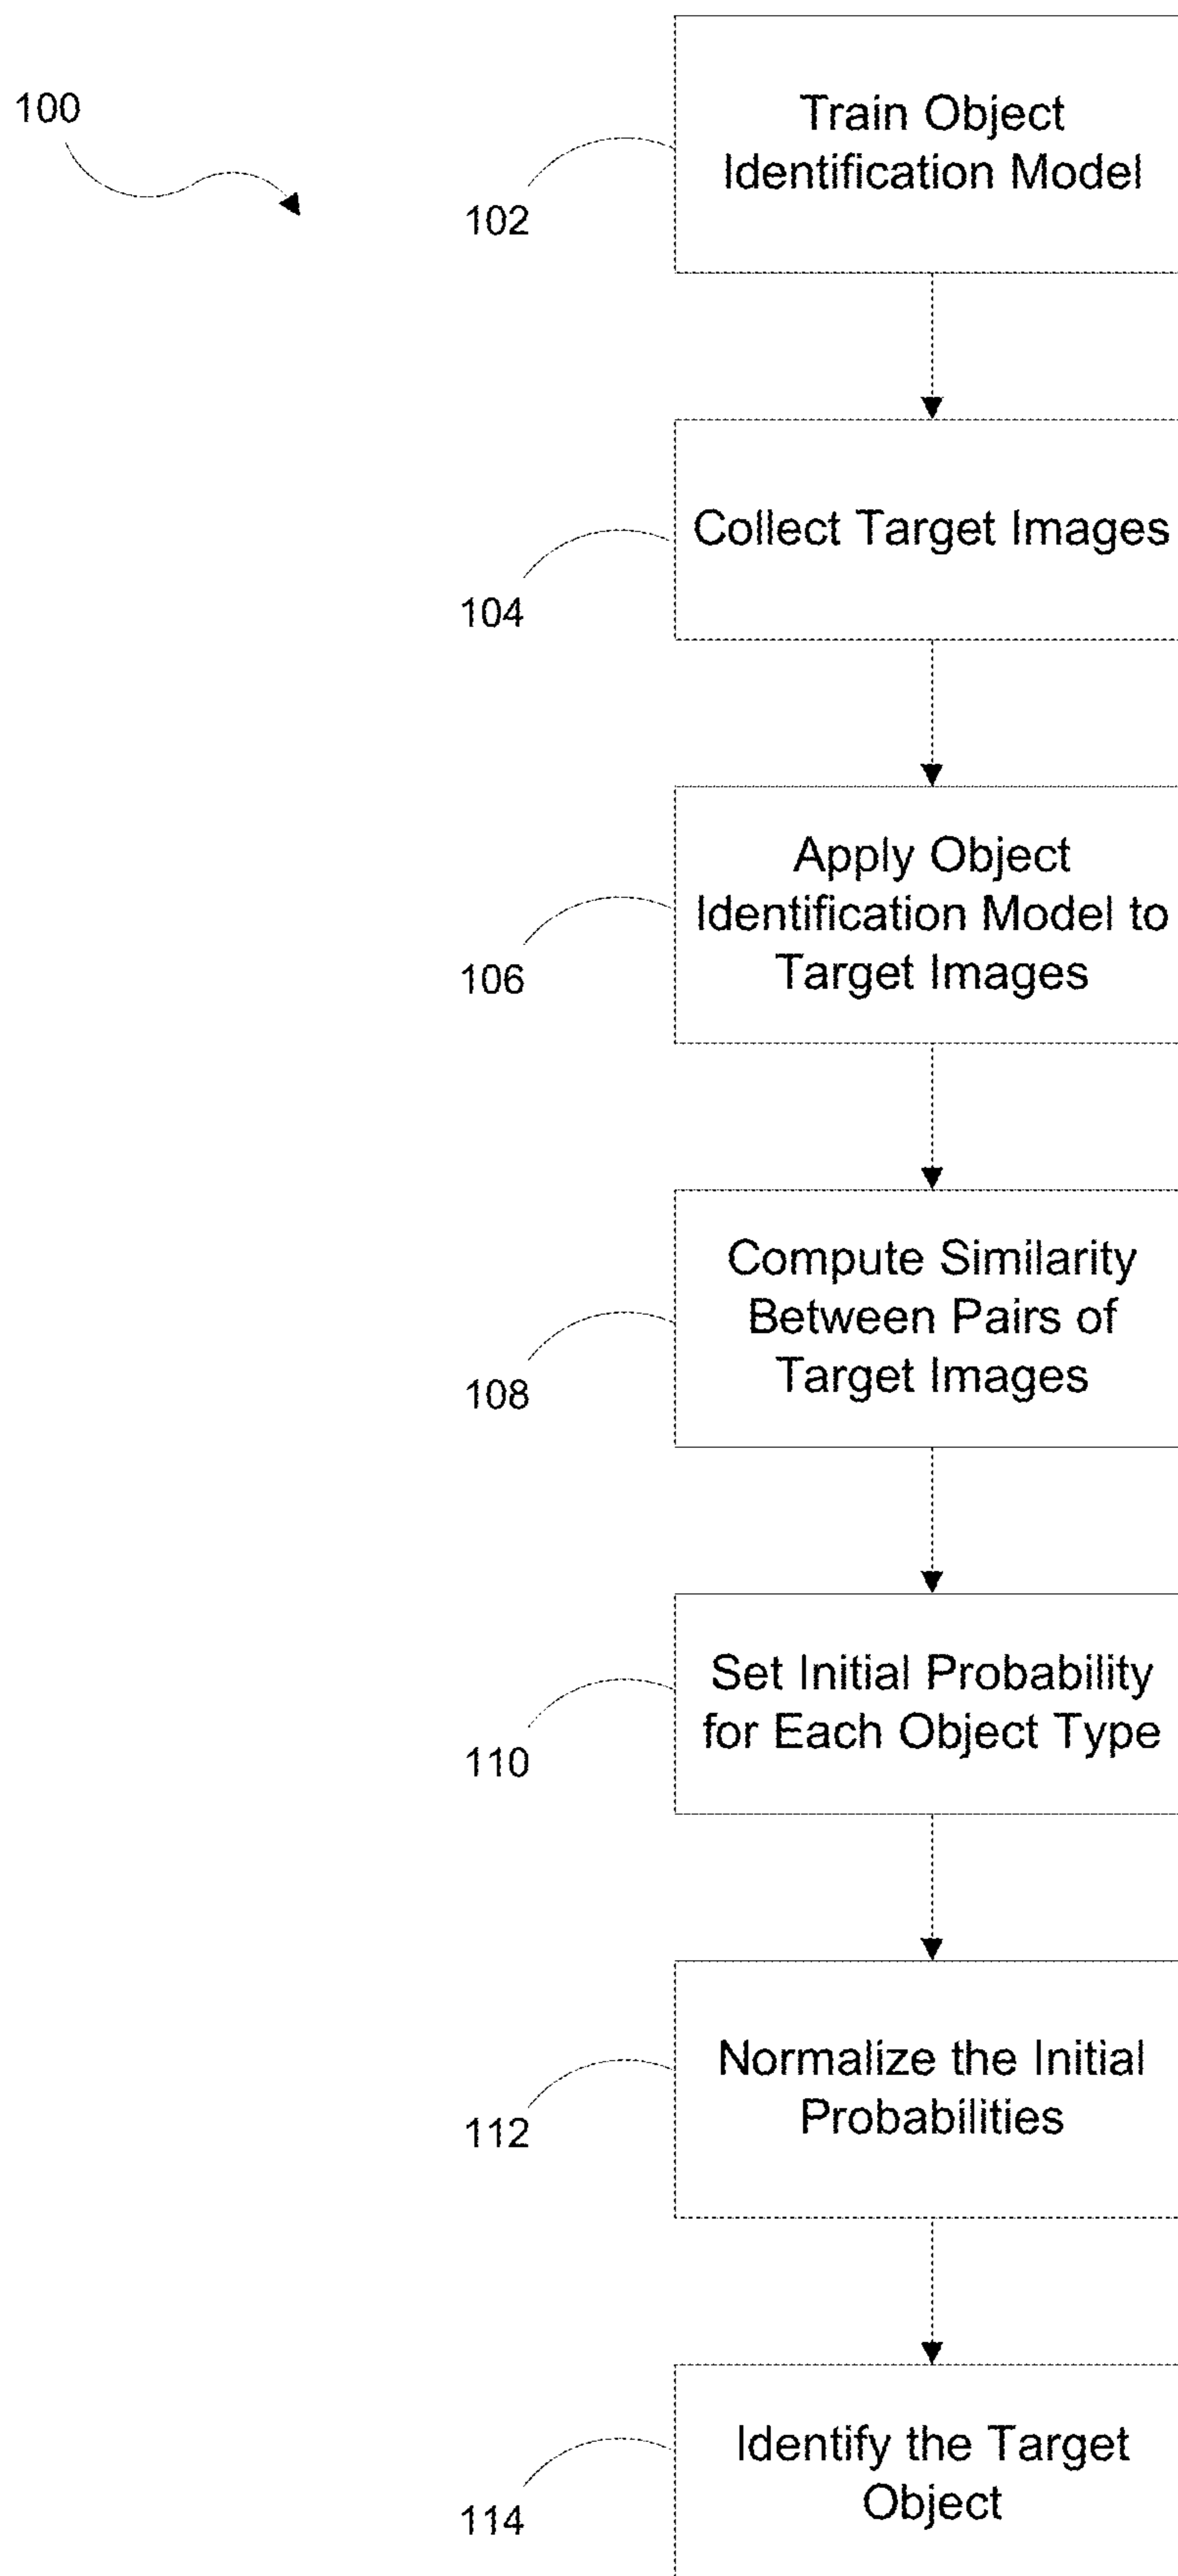 100
Train Object
Identification Model
102
Collect Target Images
104
Apply Object
Identification Model to
Target Images
106
Compute Similarity
Between Pairs of
Target Images
108
Set Initial Probability
for Each Object Type
110
Normalize the Initial
Probabilities
112
Identify the Target
Object
114